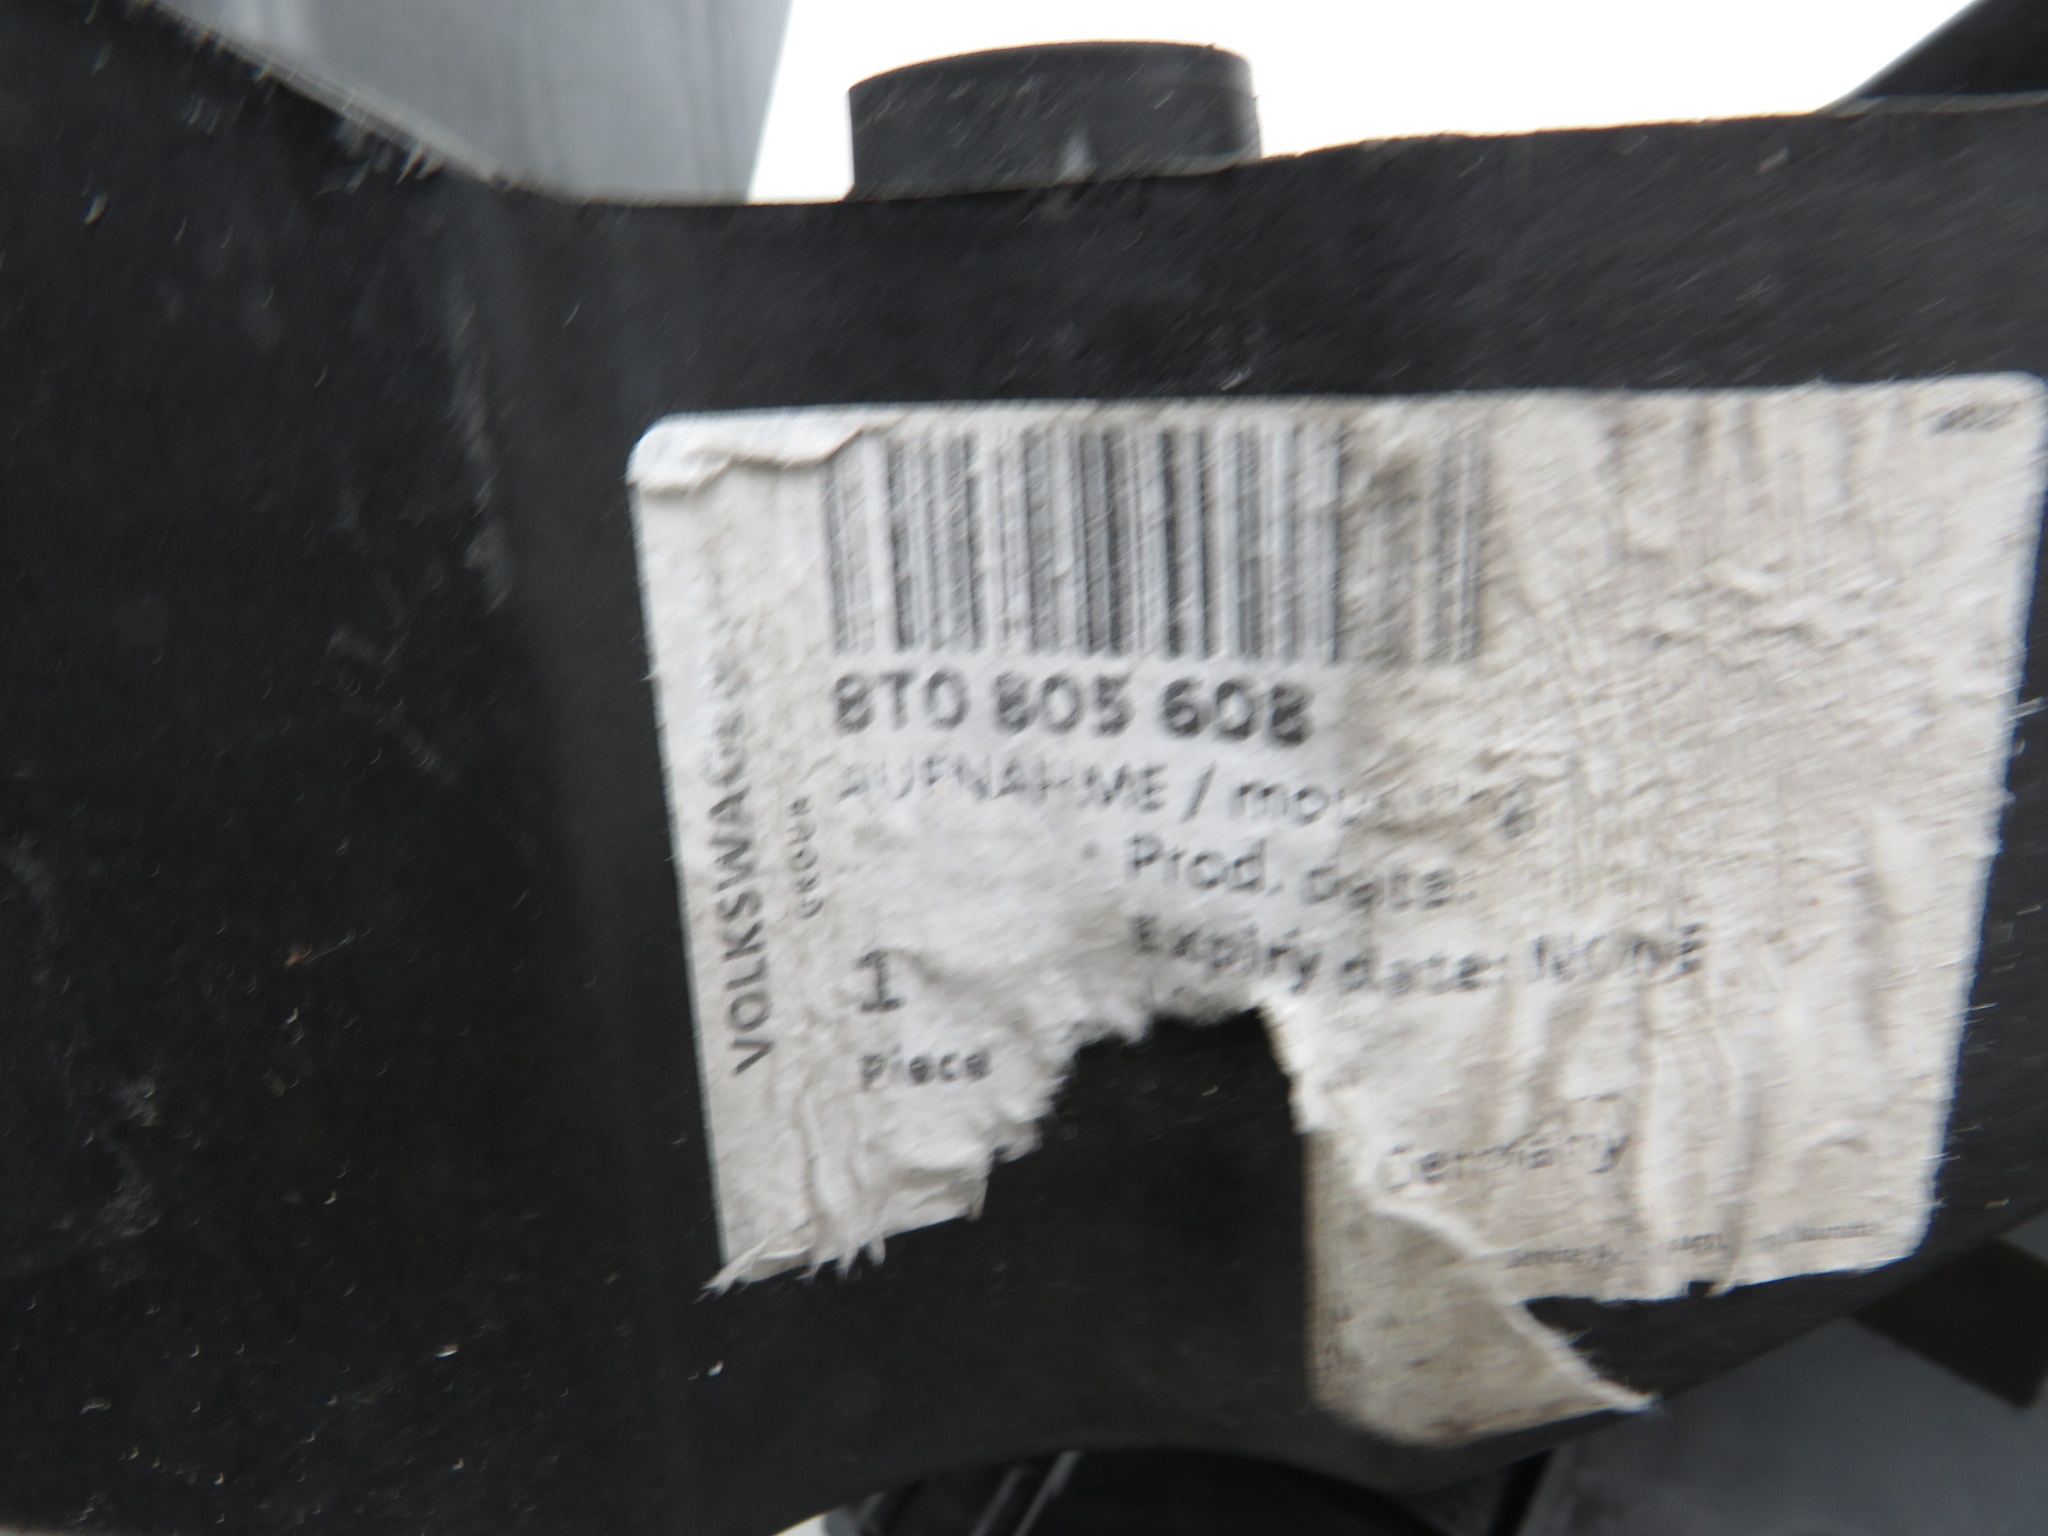 8T0 805 608
AUFNAHME / mounting
Prod. date:
Expiry date: NONE
1
Piece
Germany
VOLKSWAGEN
GROUP